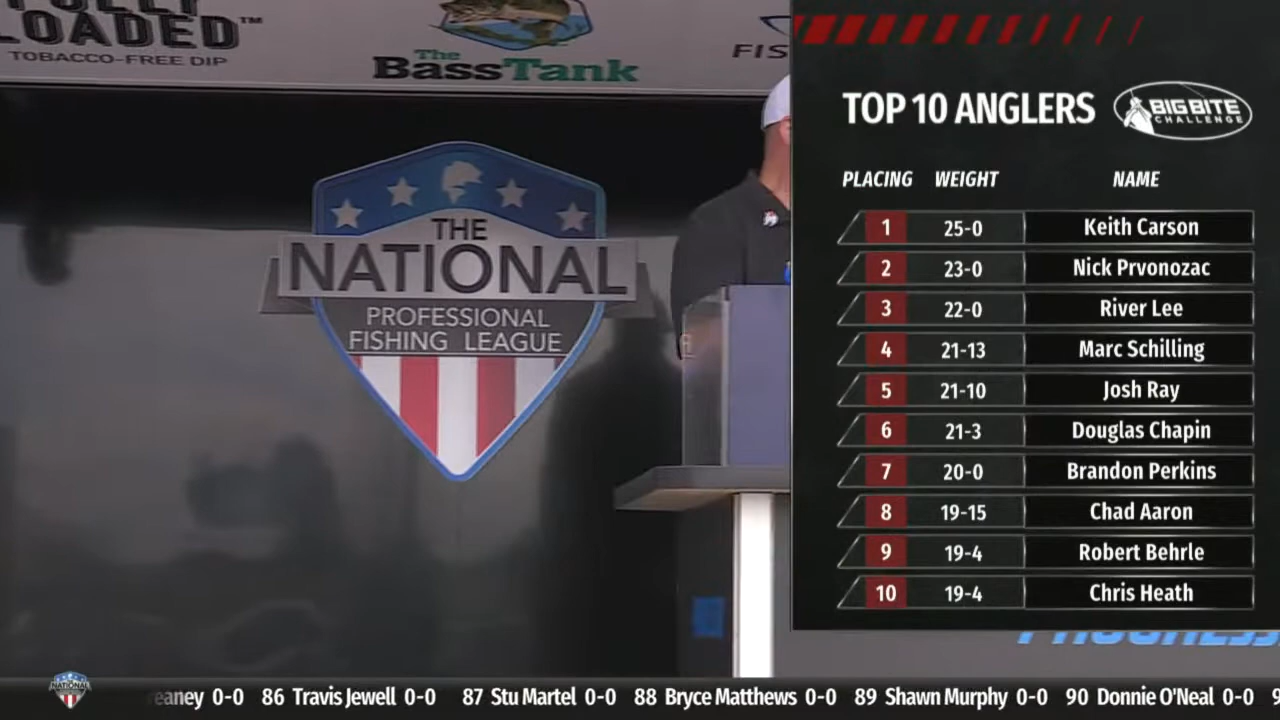 LOADED™
TOBACCO-FREE DIP
The
BassTank
FIS
THE
NATIONAL
PROFESSIONAL
FISHING LEAGUE
TOP 10 ANGLERS
BIG BITE
CHALLENGE
PLACING WEIGHT NAME
1 25-0 Keith Carson
2 23-0 Nick Prvonozac
3 22-0 River Lee
4 21-13 Marc Schilling
5 21-10 Josh Ray
6 21-3 Douglas Chapin
7 20-0 Brandon Perkins
8 19-15 Chad Aaron
9 19-4 Robert Behrle
10 19-4 Chris Heath
NATIONAL
eaney 0-0 86 Travis Jewell 0-0 87 Stu Martel 0-0 88 Bryce Matthews 0-0 89 Shawn Murphy 0-0 90 Donnie O'Neal 0-0 9